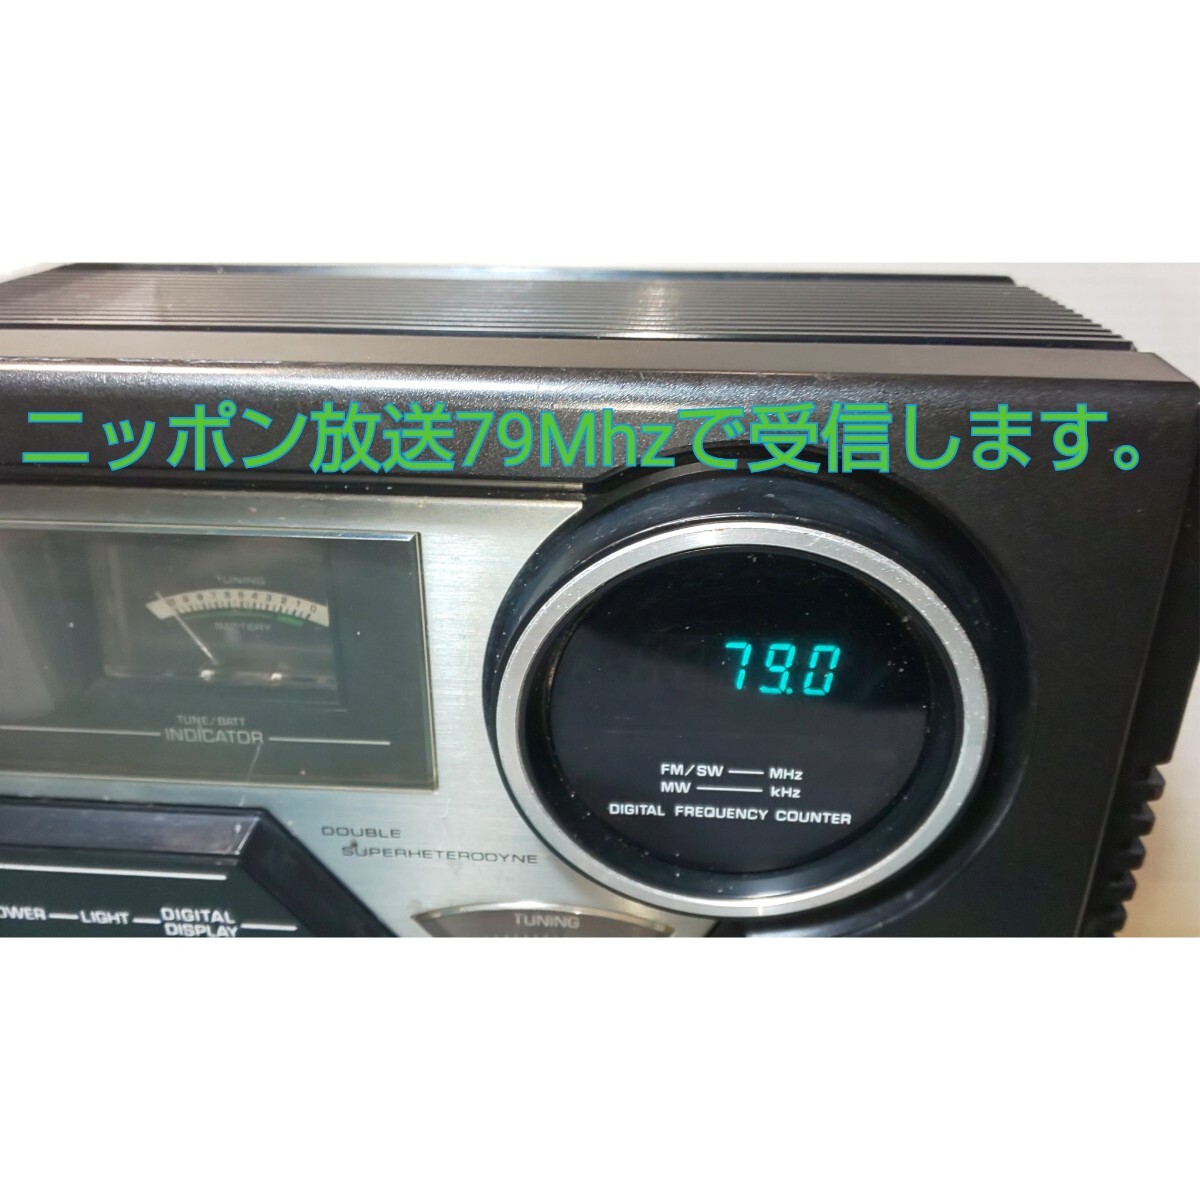 ニッポン放送79Mhzで受信します。
TUNING
BATTERY
TUNE/BATT
INDICATOR
79.0
FM/SW — MHz
MW — kHz
DIGITAL FREQUENCY COUNTER
DOUBLE
SUPERHETERODYNE
OWER — LIGHT — DIGITAL
DISPLAY
TUNING